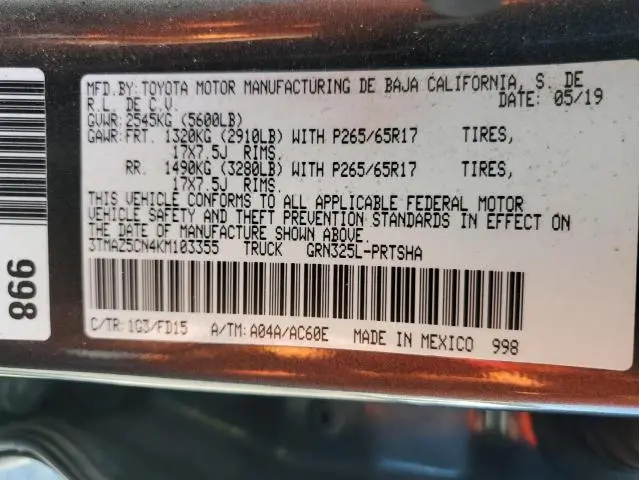 MFD. BY: TOYOTA MOTOR MANUFACTURING DE BAJA CALIFORNIA, S. DE
R.L. DE C.V. DATE: 05/19
GVWR: 2545KG (5600LB)
GAWR: FRT. 1320KG (2910LB) WITH P265/65R17 TIRES,
17X7.5J RIMS.
RR. 1490KG (3280LB) WITH P265/65R17 TIRES,
17X7.5J RIMS.
THIS VEHICLE CONFORMS TO ALL APPLICABLE FEDERAL MOTOR
VEHICLE SAFETY AND THEFT PREVENTION STANDARDS IN EFFECT ON
THE DATE OF MANUFACTURE SHOWN ABOVE.
3TMAZ5CN4KM103355 TRUCK GRN325L-PRTSHA
C/TR: 1G3/FD15 A/TM: A04A/AC60E MADE IN MEXICO 998
998